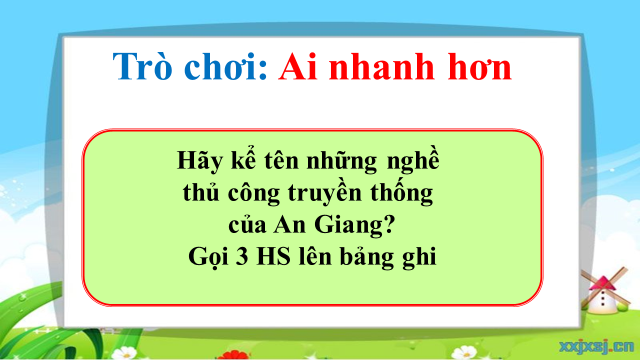 Trò chơi: Ai nhanh hơn
Hãy kể tên những nghề
thủ công truyền thống
của An Giang?
Gọi 3 HS lên bảng ghi
xxjxsj.cn